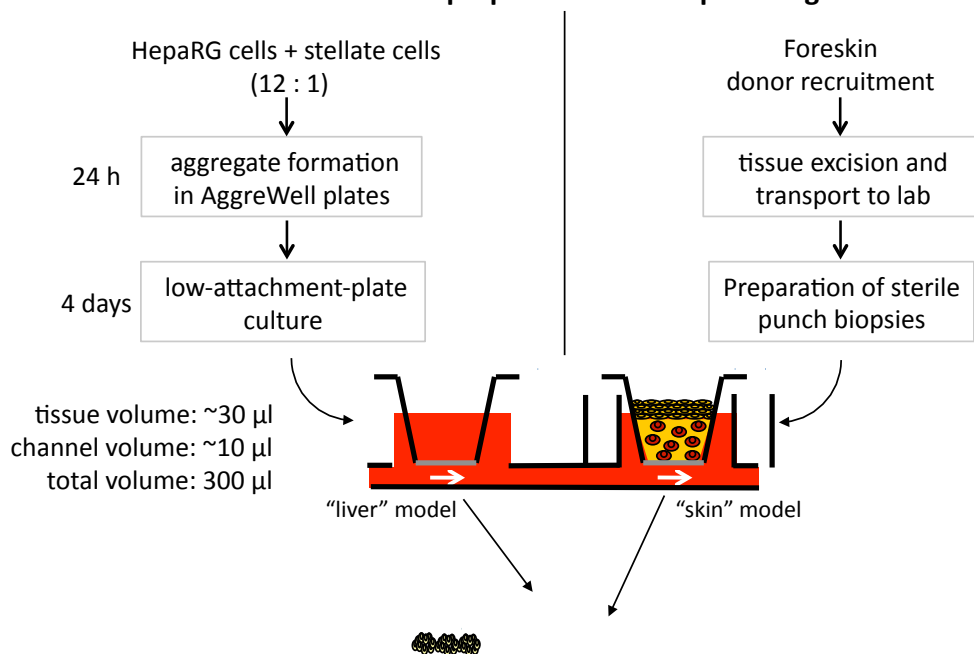 HepaRG cells + stellate cells
(12 : 1)
24 h
aggregate formation
in AggreWell plates
4 days
low-attachment-plate
culture
Foreskin
donor recruitment
tissue excision and
transport to lab
Preparation of sterile
punch biopsies
tissue volume: ~30 µl
channel volume: ~10 µl
total volume: 300 µl
“liver” model
“skin” model